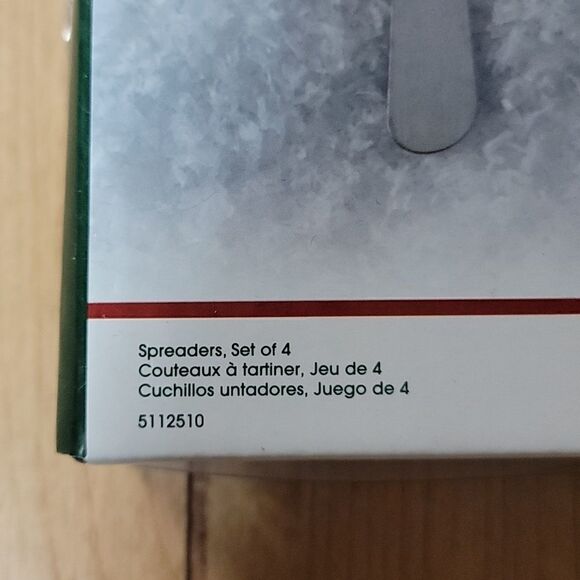 Spreaders, Set of 4
Couteaux à tartiner, Jeu de 4
Cuchillos untadores, Juego de 4
5112510